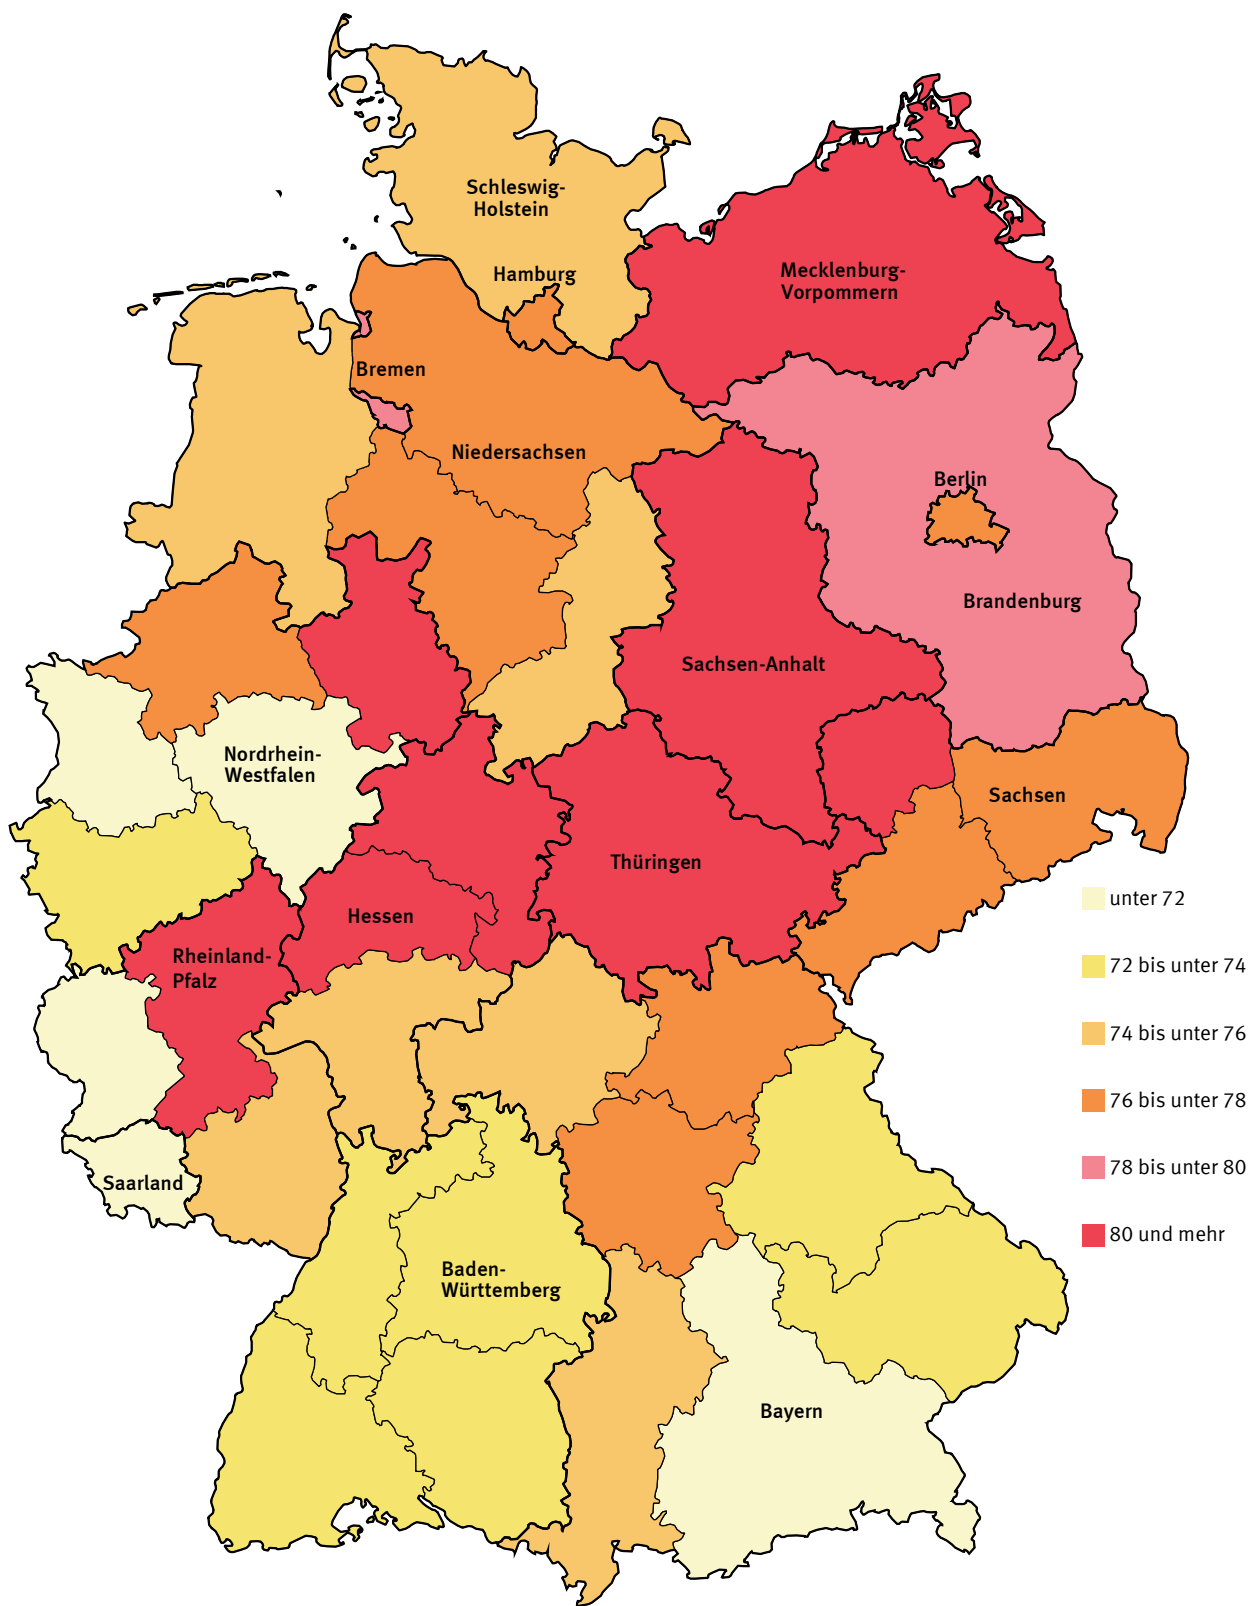 Schleswig-
Holstein
Hamburg
Mecklenburg-
Vorpommern
Bremen
Niedersachsen
Berlin
Brandenburg
Sachsen-Anhalt
Nordrhein-
Westfalen
Sachsen
Thüringen
Hessen
Rheinland-
Pfalz
Saarland
Baden-
Württemberg
Bayern
unter 72
72 bis unter 74
74 bis unter 76
76 bis unter 78
78 bis unter 80
80 und mehr